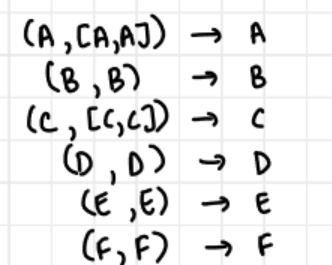 (A, [A,A]) → A
(B, B) → B
(C, [C,C]) → C
(D, D) → D
(E, E) → E
(F, F) → F